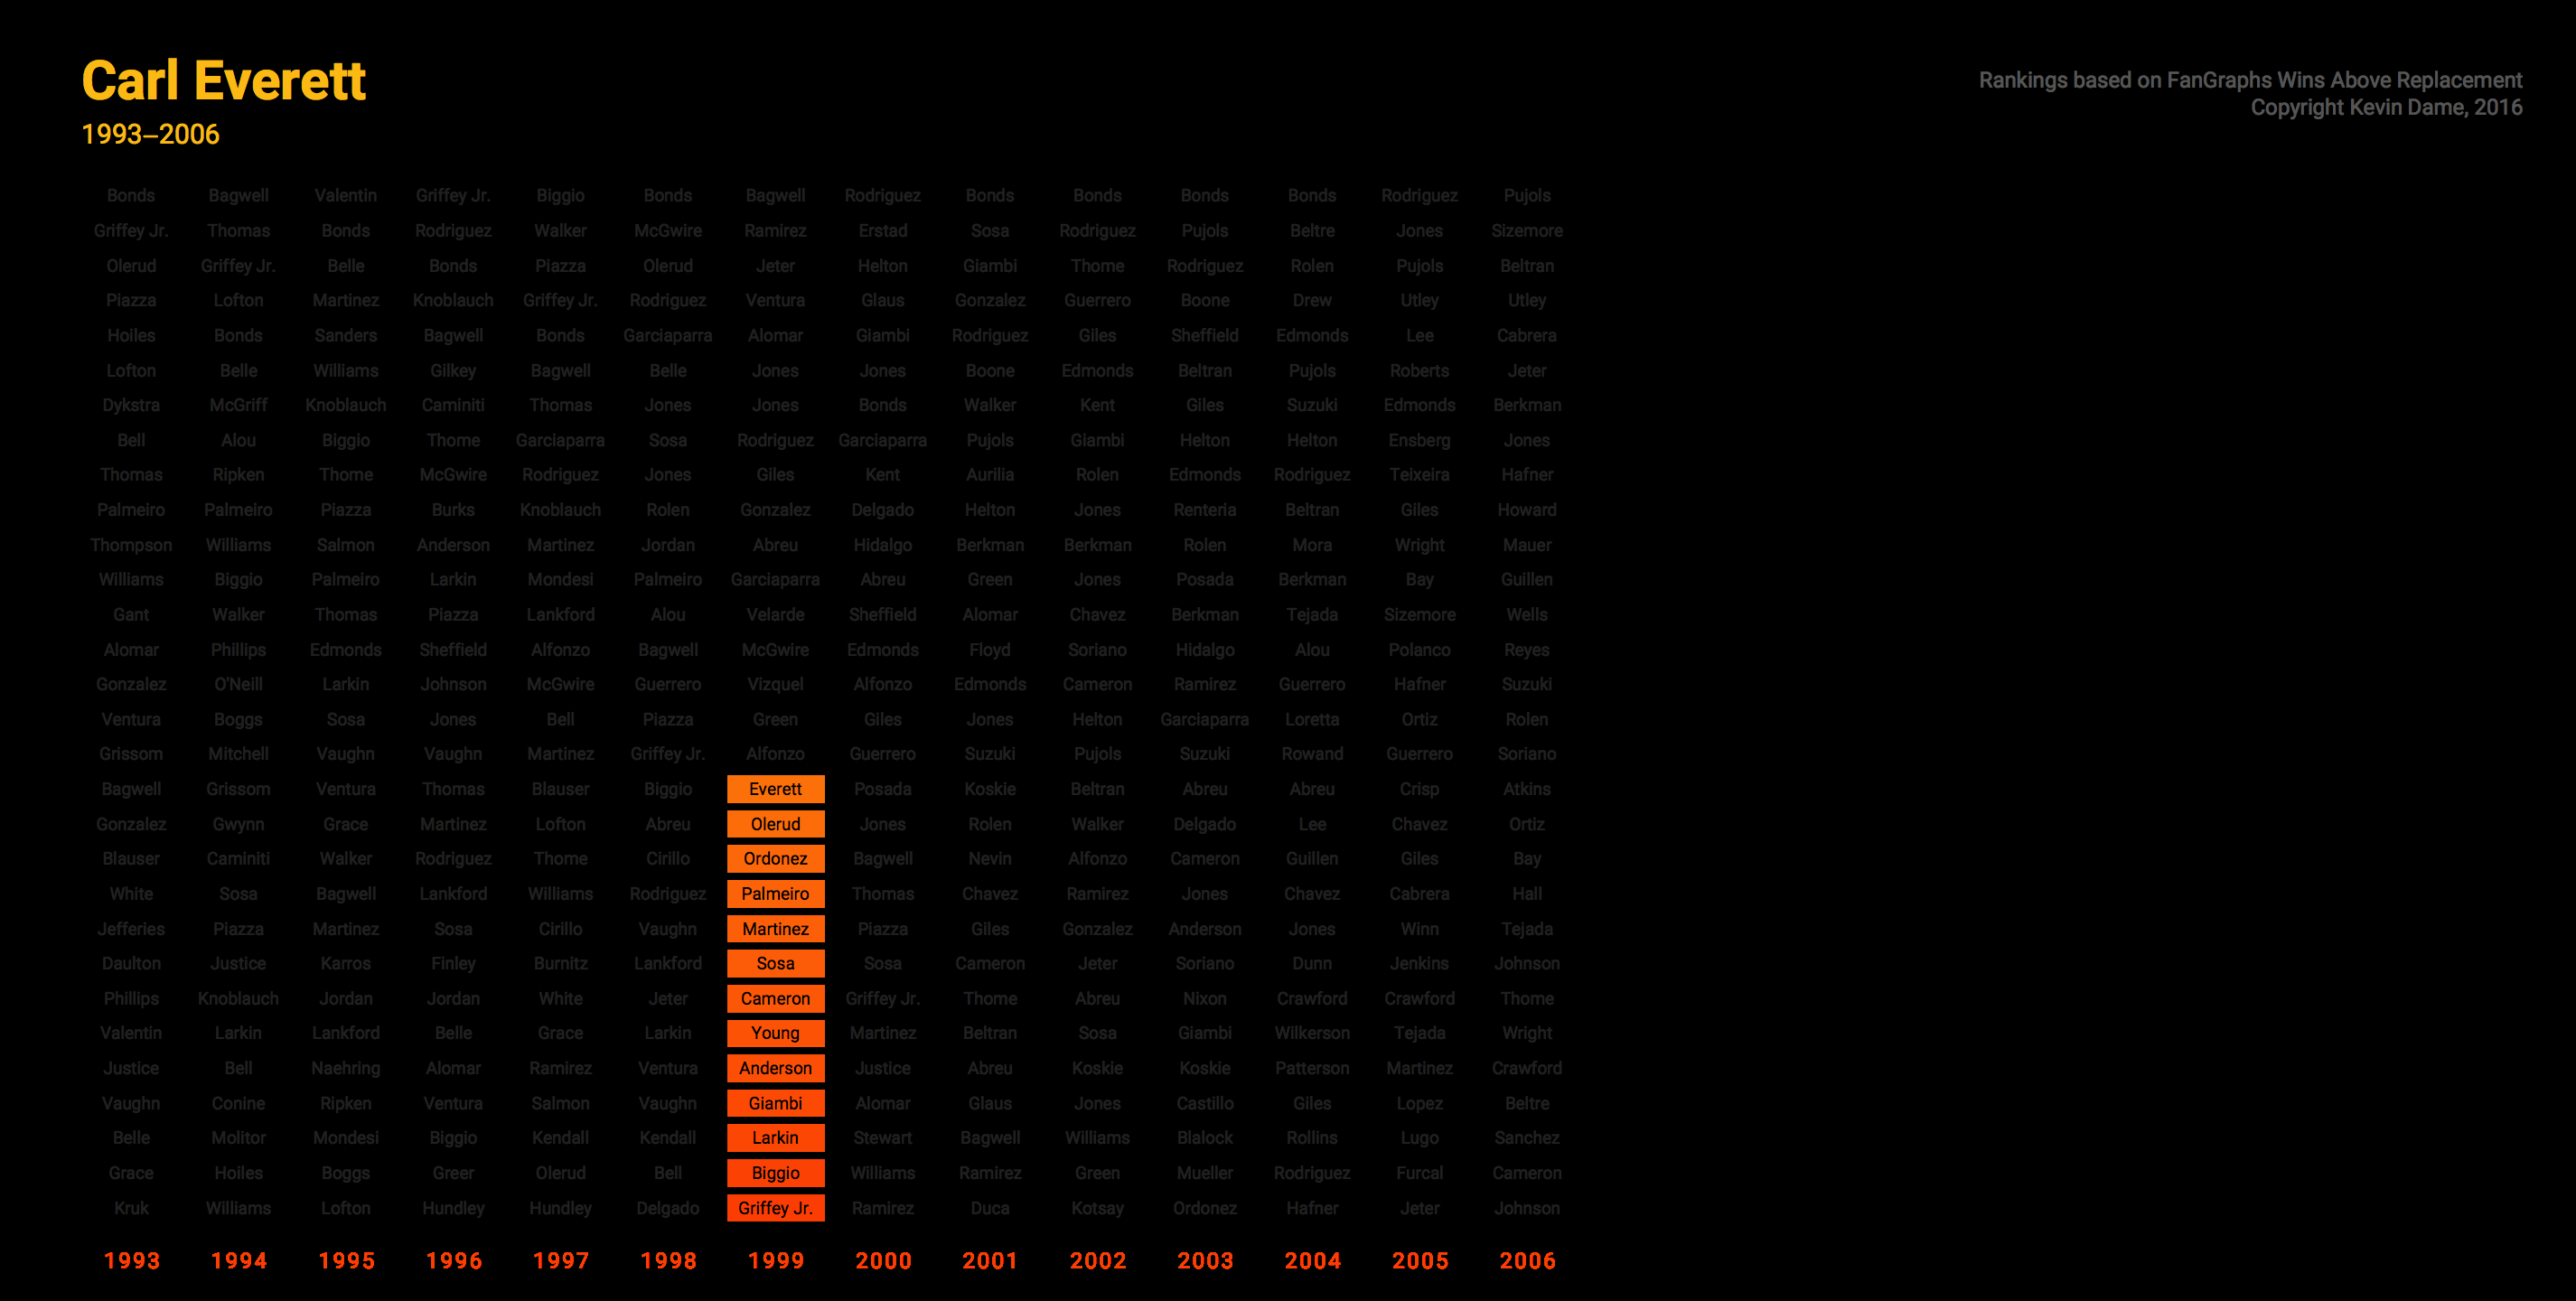 Carl Everett
1993–2006
Rankings based on FanGraphs Wins Above Replacement
Copyright Kevin Dame, 2016
Bonds Bagwell Valentin Griffey Jr. Biggio Bonds Bagwell Rodriguez Bonds Bonds Bonds Bonds Rodriguez Pujols
Griffey Jr. Thomas Bonds Rodriguez Walker McGwire Ramirez Erstad Sosa Rodriguez Pujols Beltre Jones Sizemore
Olerud Griffey Jr. Belle Bonds Piazza Olerud Jeter Helton Giambi Thome Rodriguez Rolen Pujols Beltran
Piazza Lofton Martinez Knoblauch Griffey Jr. Rodriguez Ventura Glaus Gonzalez Guerrero Boone Drew Utley Utley
Hoiles Bonds Sanders Bagwell Bonds Garciaparra Alomar Giambi Rodriguez Giles Sheffield Edmonds Lee Cabrera
Lofton Belle Williams Gilkey Bagwell Belle Jones Jones Boone Edmonds Beltran Pujols Roberts Jeter
Dykstra McGriff Knoblauch Caminiti Thomas Jones Jones Bonds Walker Kent Giles Suzuki Edmonds Berkman
Bell Alou Biggio Thome Garciaparra Sosa Rodriguez Garciaparra Pujols Giambi Helton Helton Ensberg Jones
Thomas Ripken Thome McGwire Rodriguez Jones Giles Kent Aurilia Rolen Edmonds Rodriguez Teixeira Hafner
Palmeiro Palmeiro Piazza Burks Knoblauch Rolen Gonzalez Delgado Helton Jones Renteria Beltran Giles Howard
Thompson Williams Salmon Anderson Martinez Jordan Abreu Hidalgo Berkman Berkman Rolen Mora Wright Mauer
Williams Biggio Palmeiro Larkin Mondesi Palmeiro Garciaparra Abreu Green Jones Posada Berkman Bay Guillen
Gant Walker Thomas Piazza Lankford Alou Velarde Sheffield Alomar Chavez Berkman Tejada Sizemore Wells
Alomar Phillips Edmonds Sheffield Alfonzo Bagwell McGwire Edmonds Floyd Soriano Hidalgo Alou Polanco Reyes
Gonzalez O'Neill Larkin Johnson McGwire Guerrero Vizquel Alfonzo Edmonds Cameron Ramirez Guerrero Hafner Suzuki
Ventura Boggs Sosa Jones Bell Piazza Green Giles Jones Helton Garciaparra Loretta Ortiz Rolen
Grissom Mitchell Vaughn Vaughn Martinez Griffey Jr. Alfonzo Guerrero Suzuki Pujols Suzuki Rowand Guerrero Soriano
Bagwell Grissom Ventura Thomas Blauser Biggio Everett Posada Koskie Beltran Abreu Abreu Crisp Atkins
Gonzalez Gwynn Grace Martinez Lofton Abreu Olerud Jones Rolen Walker Delgado Lee Chavez Ortiz
Blauser Caminiti Walker Rodriguez Thome Cirillo Ordonez Bagwell Nevin Alfonzo Cameron Guillen Giles Bay
White Sosa Bagwell Lankford Williams Rodriguez Palmeiro Thomas Chavez Ramirez Jones Chavez Cabrera Hall
Jefferies Piazza Martinez Sosa Cirillo Vaughn Martinez Piazza Giles Gonzalez Anderson Jones Winn Tejada
Daulton Justice Karros Finley Burnitz Lankford Sosa Sosa Cameron Jeter Soriano Dunn Jenkins Johnson
Phillips Knoblauch Jordan Jordan White Jeter Cameron Griffey Jr. Thome Abreu Nixon Crawford Crawford Thome
Valentin Larkin Lankford Belle Grace Larkin Young Martinez Beltran Sosa Giambi Wilkerson Tejada Wright
Justice Bell Naehring Alomar Ramirez Ventura Anderson Justice Abreu Koskie Koskie Patterson Martinez Crawford
Vaughn Conine Ripken Ventura Salmon Vaughn Giambi Alomar Glaus Jones Castillo Giles Lopez Beltre
Belle Molitor Mondesi Biggio Kendall Kendall Larkin Stewart Bagwell Williams Blalock Rollins Lugo Sanchez
Grace Hoiles Boggs Greer Olerud Bell Biggio Williams Ramirez Green Mueller Rodriguez Furcal Cameron
Kruk Williams Lofton Hundley Hundley Delgado Griffey Jr. Ramirez Duca Kotsay Ordonez Hafner Jeter Johnson
1993 1994 1995 1996 1997 1998 1999 2000 2001 2002 2003 2004 2005 2006